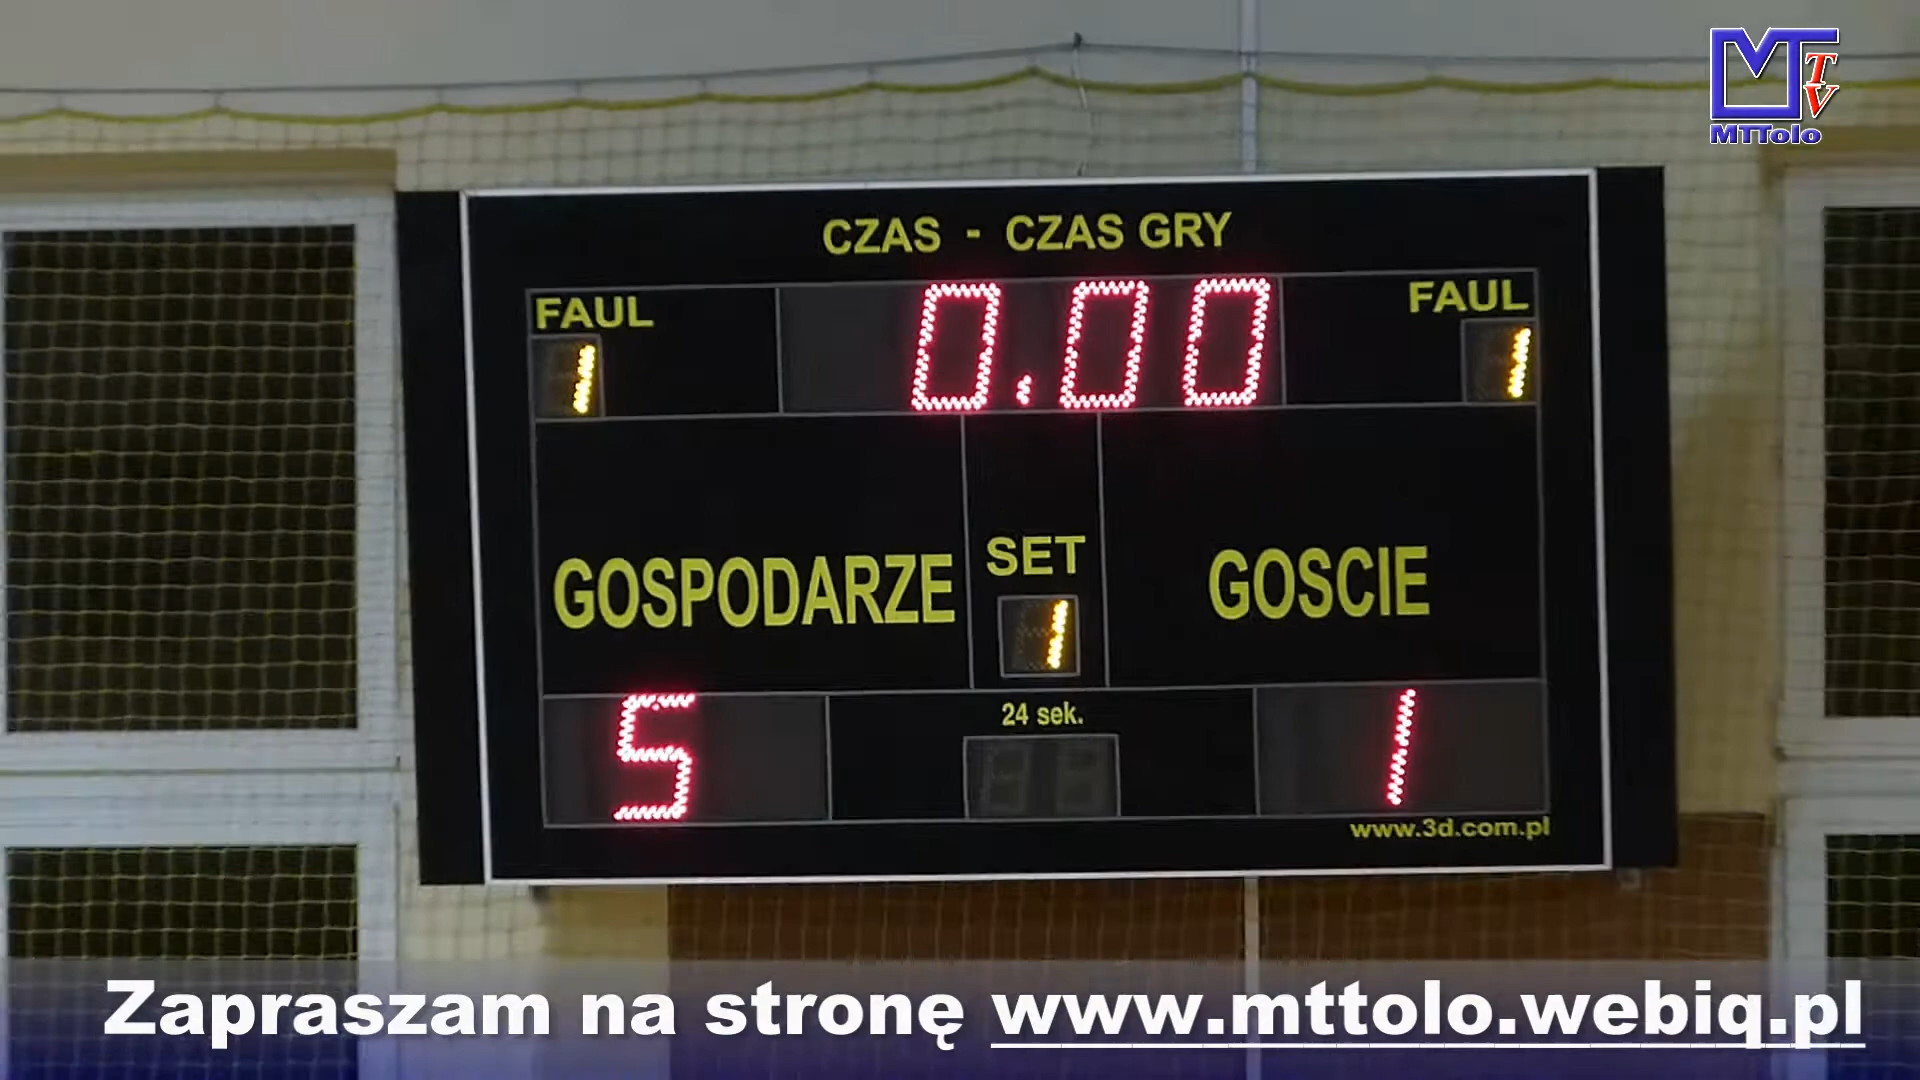 MTTV
MTTolo
CZAS - CZAS GRY
FAUL 0.00 FAUL
1 1
GOSPODARZE SET GOSCIE
1
5 24 sek. 1
www.3d.com.pl
Zapraszam na stronę www.mttolo.webiq.pl